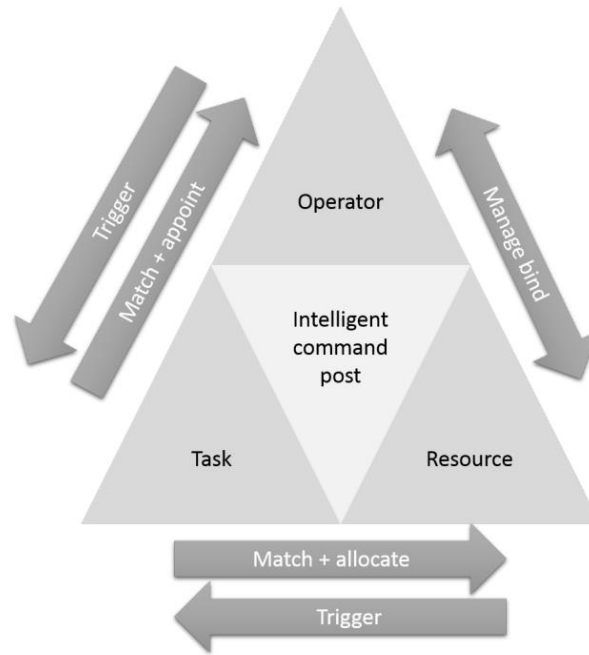 Trigger
Match + appoint
Operator
Manage bind
Intelligent
command
post
Task
Resource
Match + allocate
Trigger